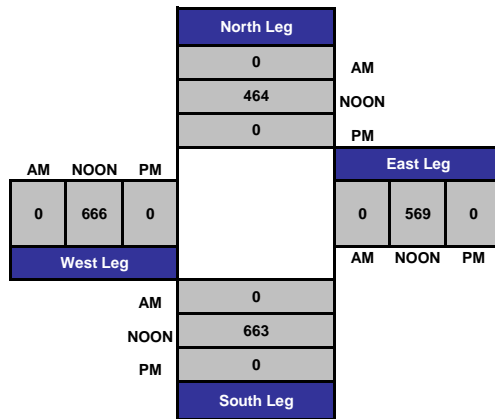 North Leg
0 AM
464 NOON
0 PM
AM NOON PM East Leg
0 666 0 0 569 0
West Leg AM NOON PM
AM 0
NOON 663
PM 0
South Leg